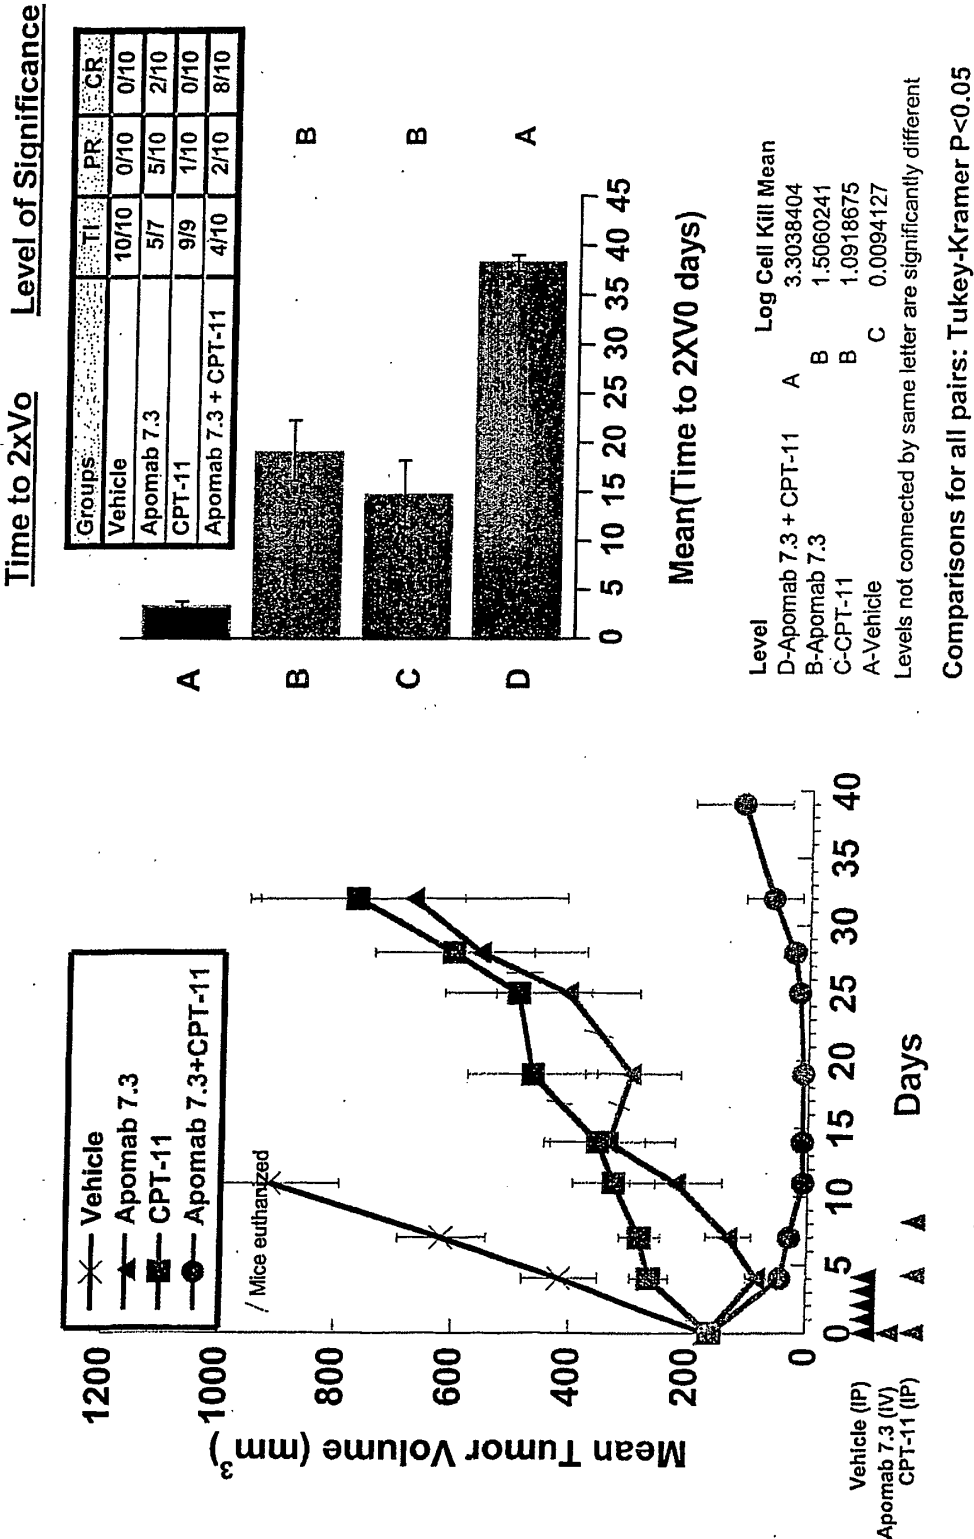 Time to 2xVo Level of Significance
Groups TI PR CR
Vehicle 10/10 0/10 0/10
Apomab 7.3 5/7 5/10 2/10
CPT-11 9/9 1/10 0/10
Apomab 7.3 + CPT-11 4/10 2/10 8/10
A
B B
C B
D A
0 5 10 15 20 25 30 35 40 45
Mean(Time to 2XV0 days)
Level Log Cell Kill Mean
D-Apomab 7.3 + CPT-11 A 3.3038404
B-Apomab 7.3 B 1.5060241
C-CPT-11 B 1.0918675
A-Vehicle C 0.0094127
Levels not connected by same letter are significantly different
Comparisons for all pairs: Tukey-Kramer P<0.05
Vehicle
Apomab 7.3
CPT-11
Apomab 7.3+CPT-11
/ Mice euthanized
Mean Tumor Volume (mm3)
1200
1000
800
600
400
200
0
0 5 10 15 20 25 30 35 40
Days
Vehicle (IP)
Apomab 7.3 (IV)
CPT-11 (IP)